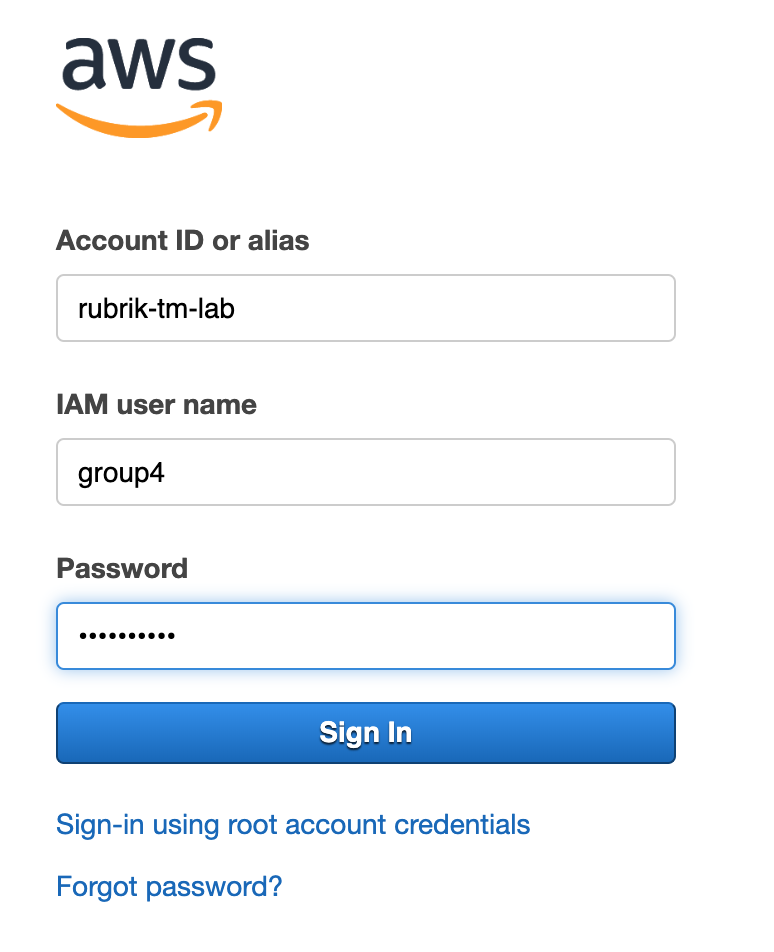 aws
Account ID or alias
rubrik-tm-lab
IAM user name
group4
Password
••••••••••
Sign In
Sign-in using root account credentials
Forgot password?